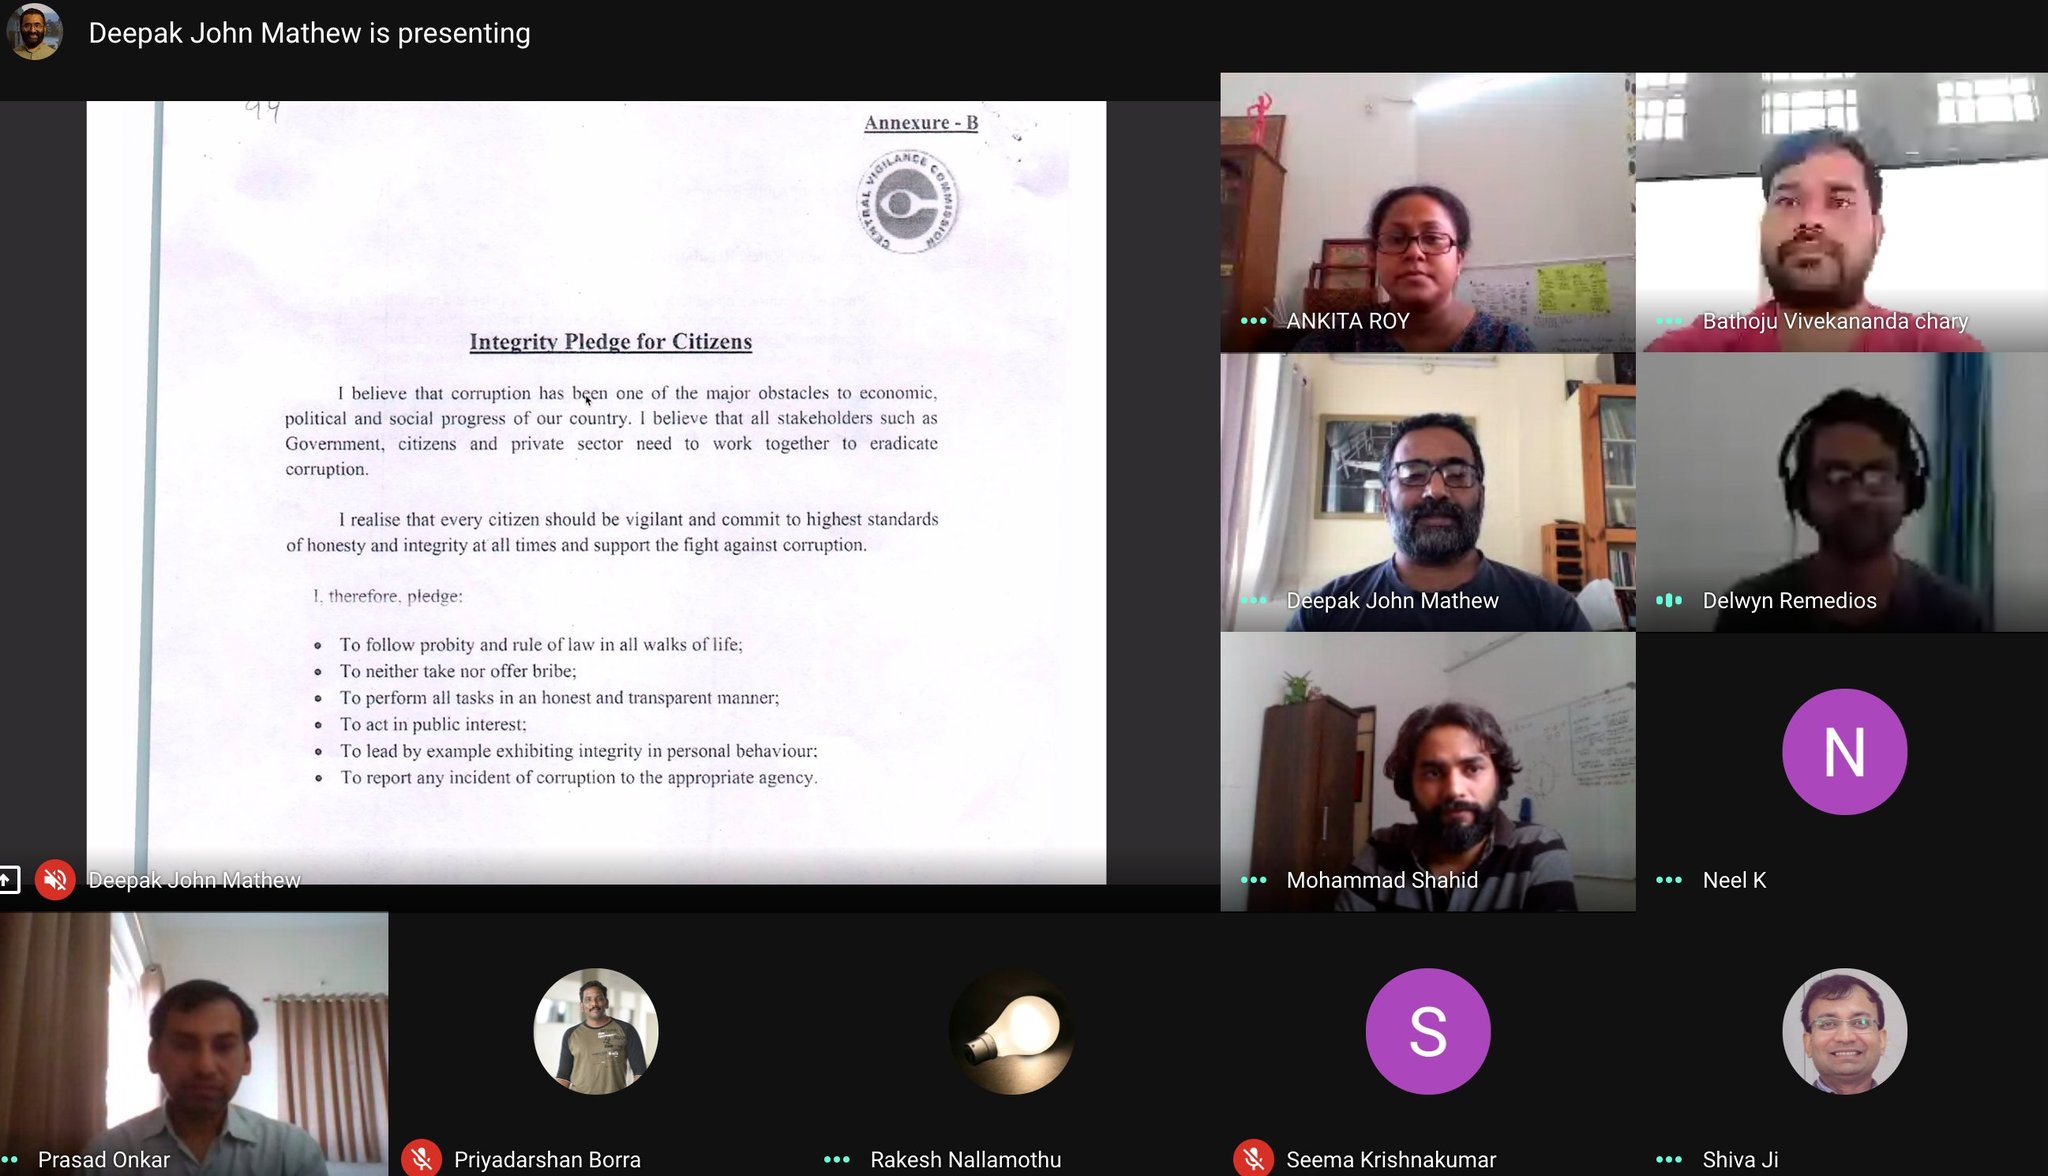 Deepak John Mathew is presenting
Annexure - B
CENTRAL VIGILANCE COMMISSION
Integrity Pledge for Citizens
I believe that corruption has been one of the major obstacles to economic,
political and social progress of our country. I believe that all stakeholders such as
Government, citizens and private sector need to work together to eradicate
corruption.
I realise that every citizen should be vigilant and commit to highest standards
of honesty and integrity at all times and support the fight against corruption.
I, therefore, pledge:
To follow probity and rule of law in all walks of life;
To neither take nor offer bribe;
To perform all tasks in an honest and transparent manner;
To act in public interest;
To lead by example exhibiting integrity in personal behaviour;
To report any incident of corruption to the appropriate agency.
Deepak John Mathew
ANKITA ROY
Bathoju Vivekananda chary
Deepak John Mathew
Delwyn Remedios
Mohammad Shahid
N
Neel K
Prasad Onkar
Priyadarshan Borra
Rakesh Nallamothu
S
Seema Krishnakumar
Shiva Ji